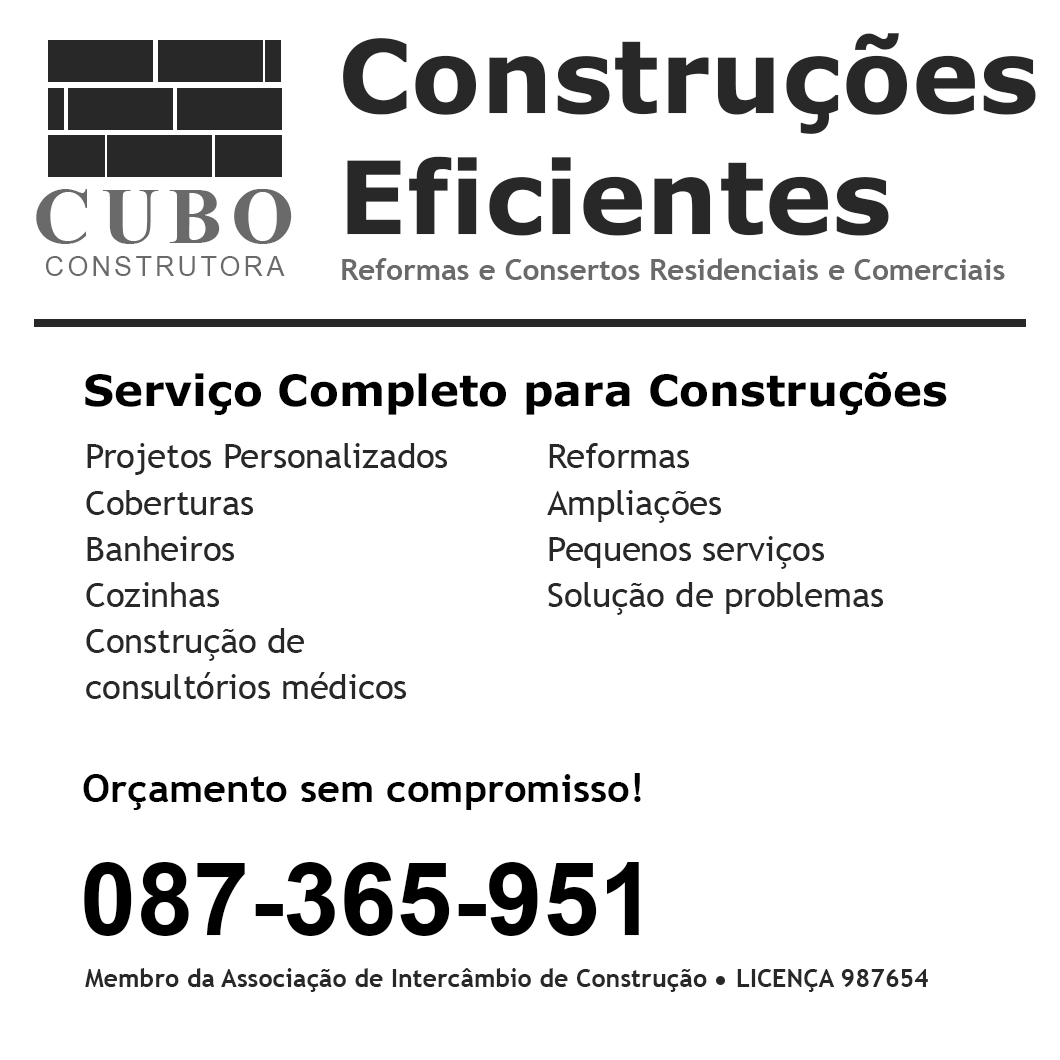 CUBO
CONSTRUTORA
Construções
Eficientes
Reformas e Consertos Residenciais e Comerciais
Serviço Completo para Construções
Projetos Personalizados
Coberturas
Banheiros
Cozinhas
Construção de
consultórios médicos
Reformas
Ampliações
Pequenos serviços
Solução de problemas
Orçamento sem compromisso!
087-365-951
Membro da Associação de Intercâmbio de Construção • LICENÇA 987654